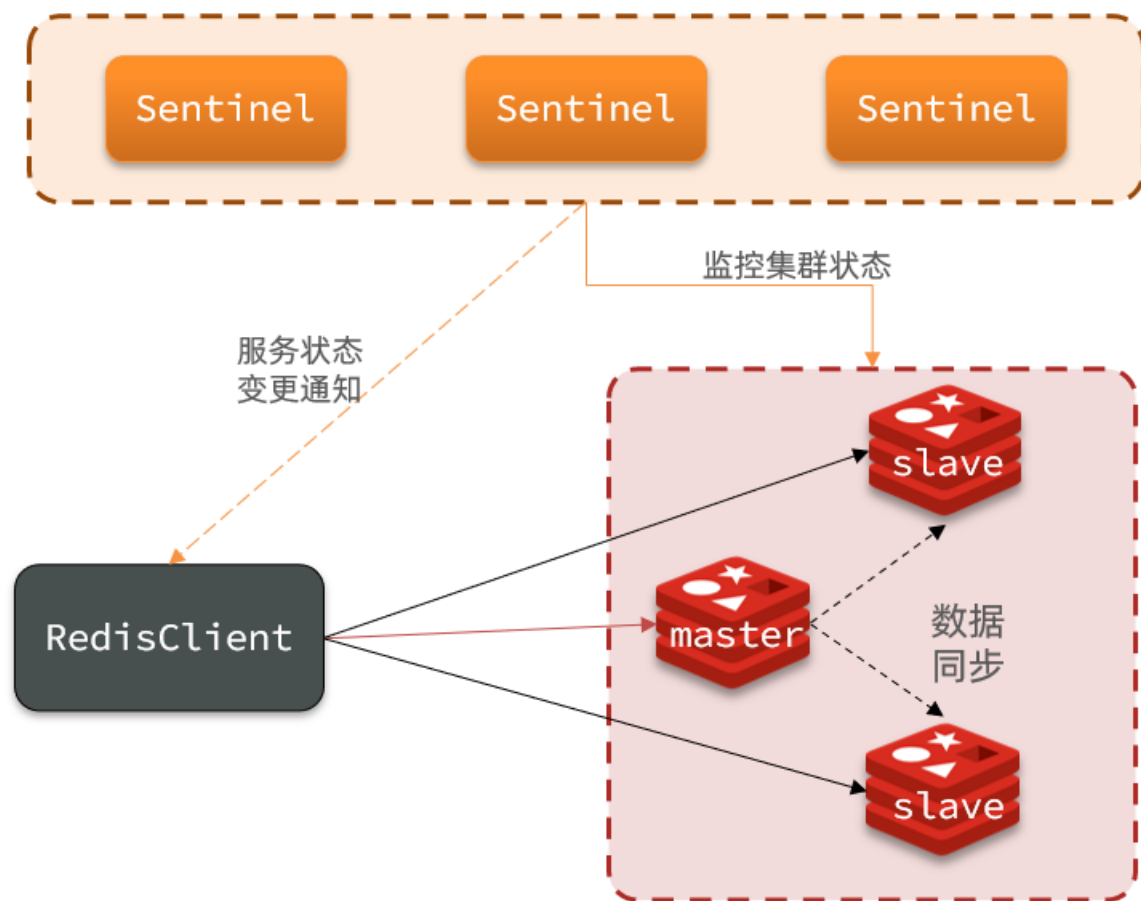 Sentinel
Sentinel
Sentinel
监控集群状态
服务状态
变更通知
slave
RedisClient
master
数据
同步
slave